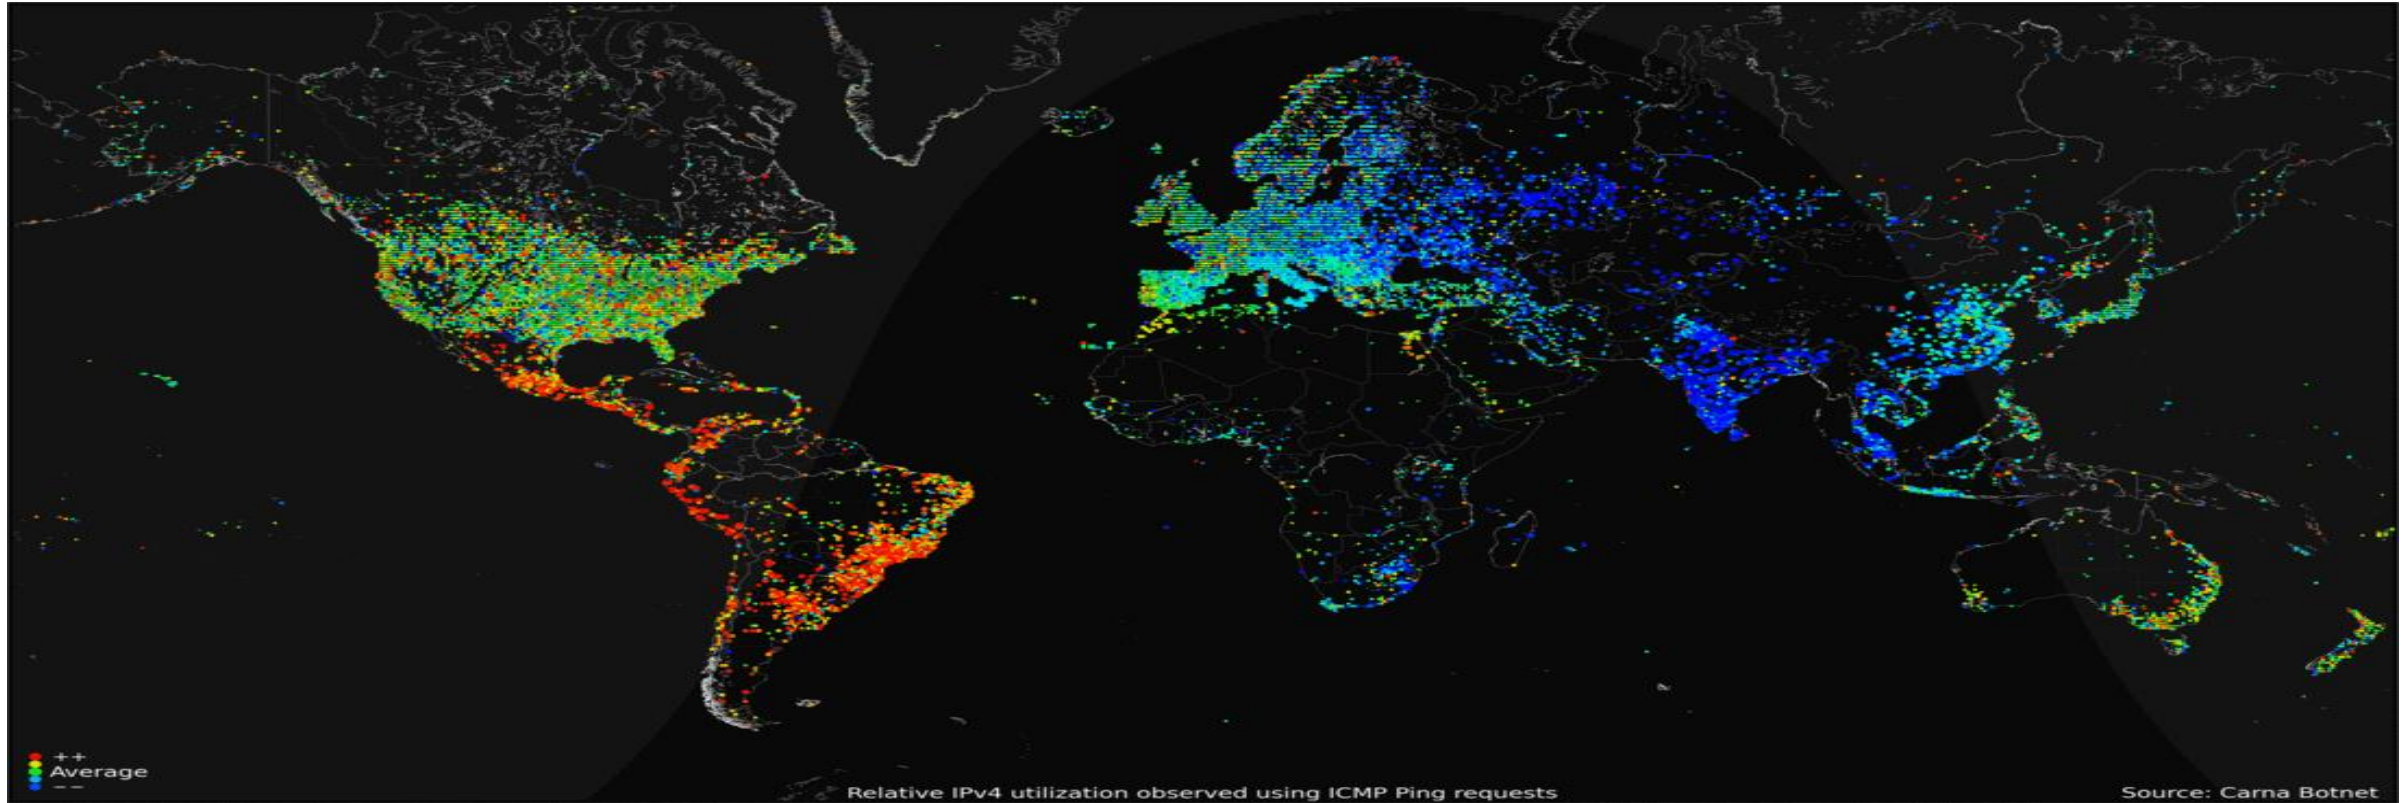 ++
Average
--
Relative IPv4 utilization observed using ICMP Ping requests
Source: Carna Botnet